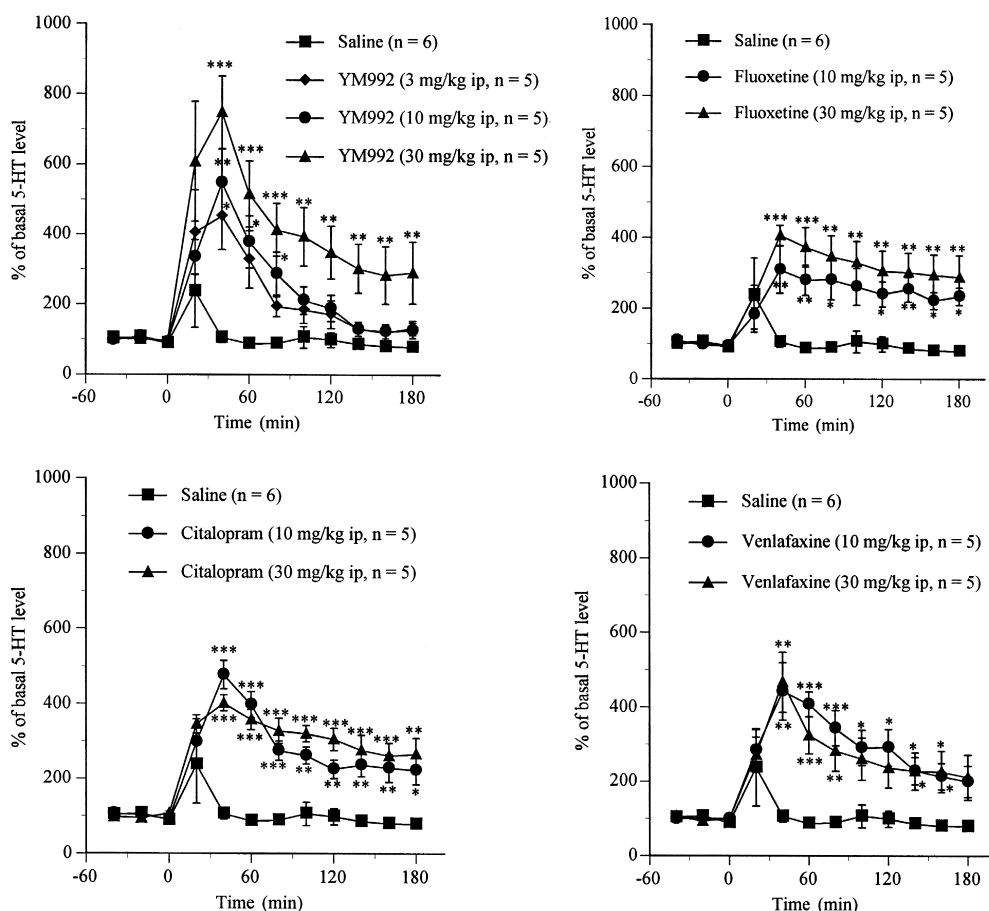 1000
800
600
400
200
0
-60 0 60 120 180
Time (min)
% of basal 5-HT level
Saline (n = 6)
YM992 (3 mg/kg ip, n = 5)
YM992 (10 mg/kg ip, n = 5)
YM992 (30 mg/kg ip, n = 5)
*** ** * *** * *** * ** ** ** ** **
1000
800
600
400
200
0
-60 0 60 120 180
Time (min)
% of basal 5-HT level
Saline (n = 6)
Fluoxetine (10 mg/kg ip, n = 5)
Fluoxetine (30 mg/kg ip, n = 5)
*** *** ** ** ** ** ** **
** ** * * ** * *
1000
800
600
400
200
0
-60 0 60 120 180
Time (min)
% of basal 5-HT level
Saline (n = 6)
Citalopram (10 mg/kg ip, n = 5)
Citalopram (30 mg/kg ip, n = 5)
*** *** *** *** *** *** *** **
*** *** *** ** ** ** ** *
1000
800
600
400
200
0
-60 0 60 120 180
Time (min)
% of basal 5-HT level
Saline (n = 6)
Venlafaxine (10 mg/kg ip, n = 5)
Venlafaxine (30 mg/kg ip, n = 5)
** *** *** * * * *
** *** ** * *